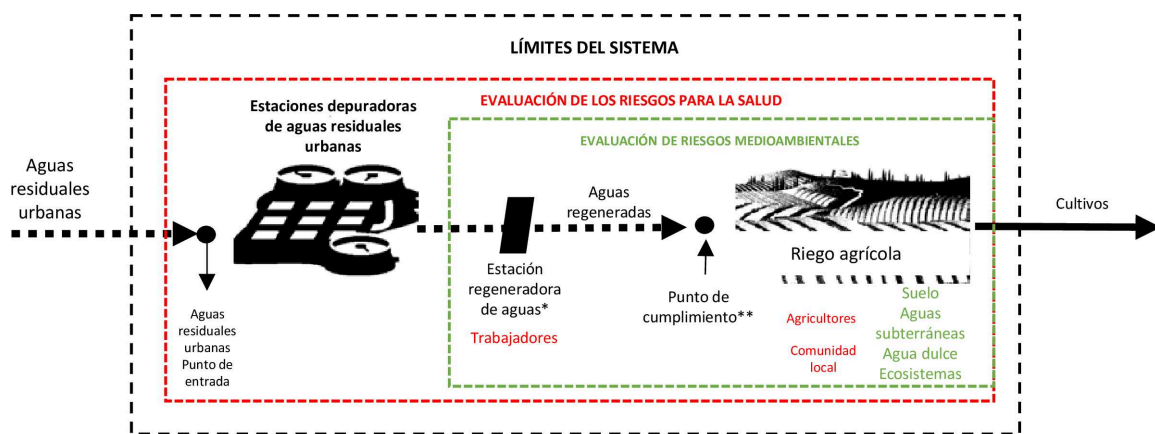 LÍMITES DEL SISTEMA
EVALUACIÓN DE LOS RIESGOS PARA LA SALUD
Estaciones depuradoras
de aguas residuales
urbanas
EVALUACIÓN DE RIESGOS MEDIOAMBIENTALES
Aguas
residuales
urbanas
Aguas
regeneradas
Cultivos
Riego agrícola
Estación
regeneradora
de aguas*
Trabajadores
Punto de
cumplimiento**
Aguas
residuales
urbanas
Punto de
entrada
Agricultores
Comunidad
local
Suelo
Aguas
subterráneas
Agua dulce
Ecosistemas